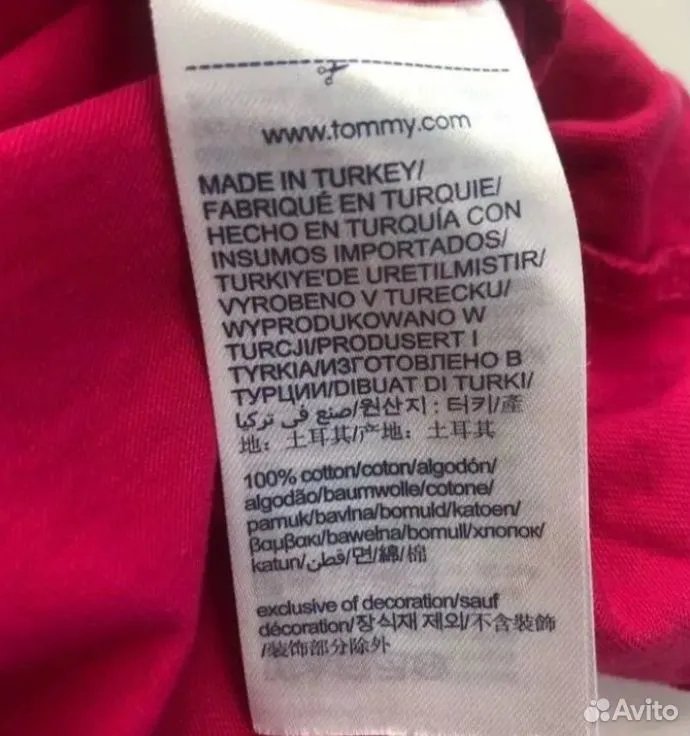 www.tommy.com
MADE IN TURKEY/
FABRIQUÉ EN TURQUIE/
HECHO EN TURQUÍA CON
INSUMOS IMPORTADOS/
TURKIYE'DE URETILMISTIR/
VYROBENO V TURECKU/
WYPRODUKOWANO W
TURCJI/PRODUSERT I
TYRKIA/ИЗГОТОВЛЕНО В
ТУРЦИИ/DIBUAT DI TURKI/
صنع في تركيا/원산지 : 터키/產
地：土耳其/产地：土耳其
100% cotton/coton/algodón/
algodão/baumwolle/cotone/
pamuk/bavlna/bomuld/katoen/
βαμβακι/bawełna/bomull/хлопок/
katun/قطن/면/綿/棉
exclusive of decoration/sauf
décoration/장식재 제외/不含裝飾
/装饰部分除外
Avito